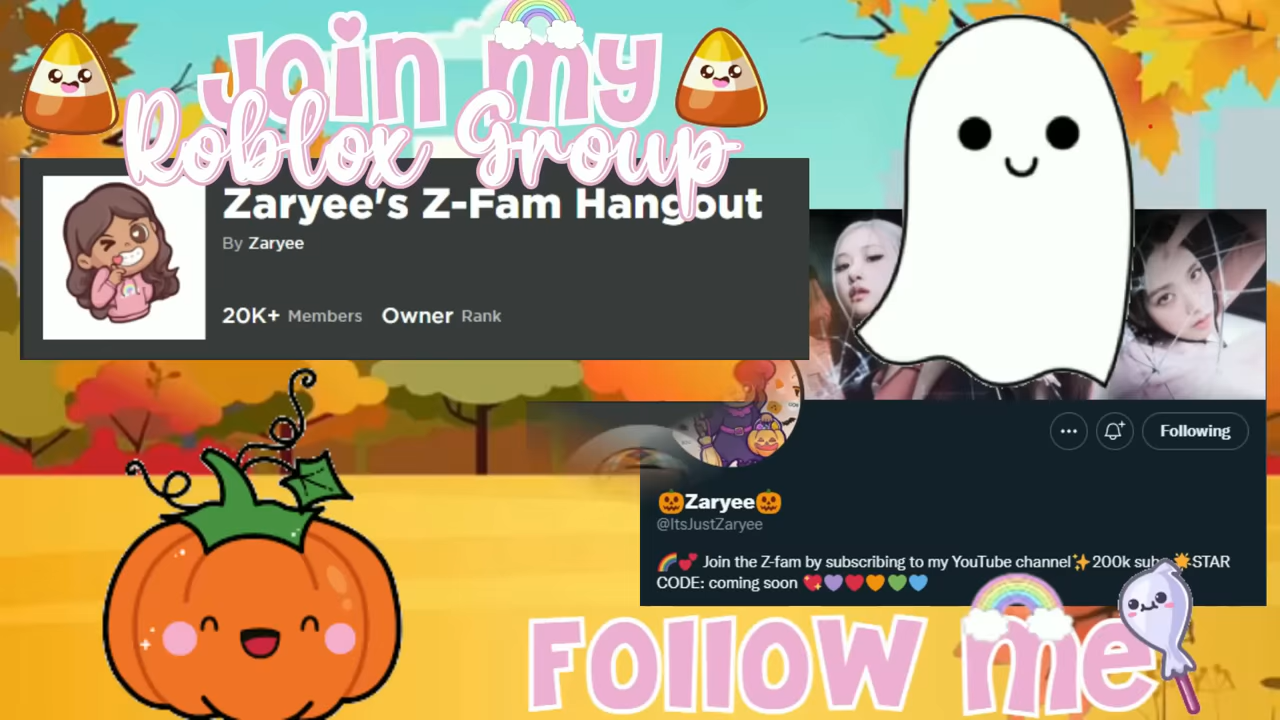 Join my
Roblox Group
Zaryee's Z-Fam Hangout
By Zaryee
20K+ Members Owner Rank
Following
🎃Zaryee🎃
@ItsJustZaryee
🌈💕 Join the Z-fam by subscribing to my YouTube channel✨200k 🌟STAR
CODE: coming soon 💖💜❤️🧡💚💙
FOLLOW me